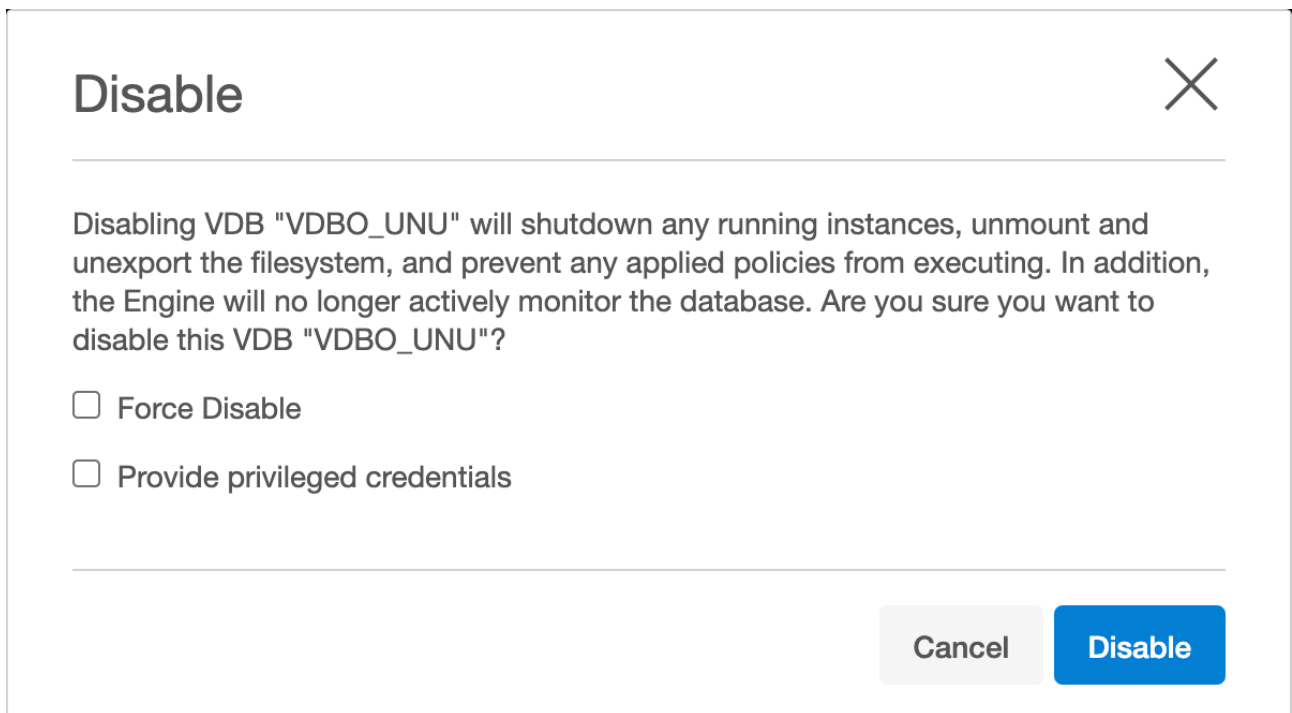 Disable
Disabling VDB "VDBO_UNU" will shutdown any running instances, unmount and
unexport the filesystem, and prevent any applied policies from executing. In addition,
the Engine will no longer actively monitor the database. Are you sure you want to
disable this VDB "VDBO_UNU"?
Force Disable
Provide privileged credentials
Cancel
Disable